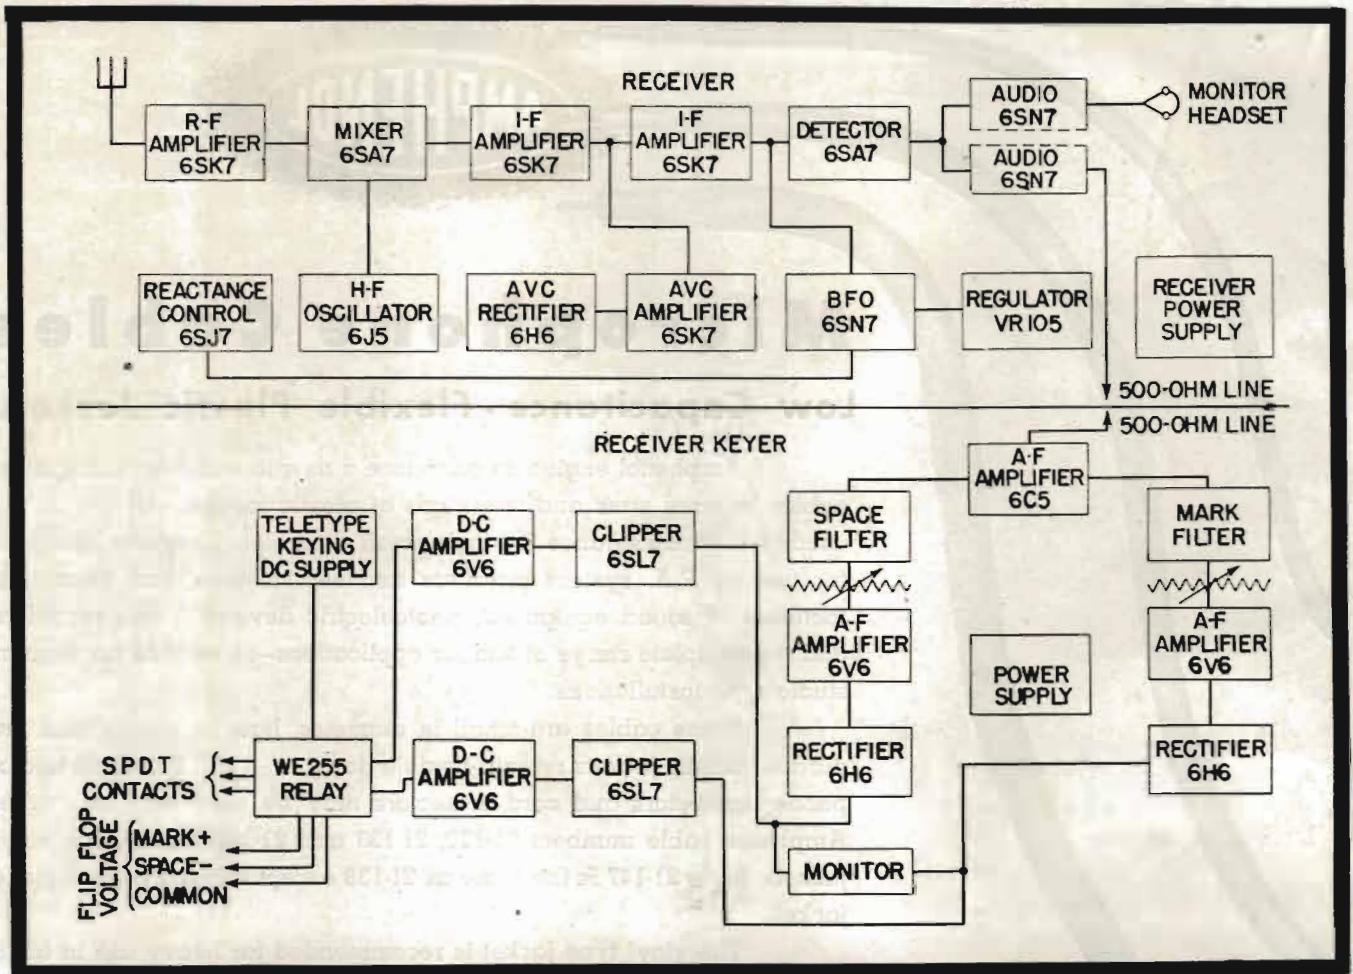 RECEIVER
R-F
AMPLIFIER
6SK7
MIXER
6SA7
I-F
AMPLIFIER
6SK7
I-F
AMPLIFIER
6SK7
DETECTOR
6SA7
AUDIO
6SN7
MONITOR
HEADSET
AUDIO
6SN7
REACTANCE
CONTROL
6SJ7
H-F
OSCILLATOR
6J5
AVC
RECTIFIER
6H6
AVC
AMPLIFIER
6SK7
BFO
6SN7
REGULATOR
VR105
RECEIVER
POWER
SUPPLY
500-OHM LINE
500-OHM LINE
RECEIVER KEYER
A-F
AMPLIFIER
6C5
SPACE
FILTER
MARK
FILTER
TELETYPE
KEYING
DC SUPPLY
D-C
AMPLIFIER
6V6
CLIPPER
6SL7
A-F
AMPLIFIER
6V6
POWER
SUPPLY
A-F
AMPLIFIER
6V6
SPDT
CONTACTS
WE255
RELAY
D-C
AMPLIFIER
6V6
CLIPPER
6SL7
RECTIFIER
6H6
RECTIFIER
6H6
FLIP FLOP
VOLTAGE
MARK+
SPACE-
COMMON
MONITOR